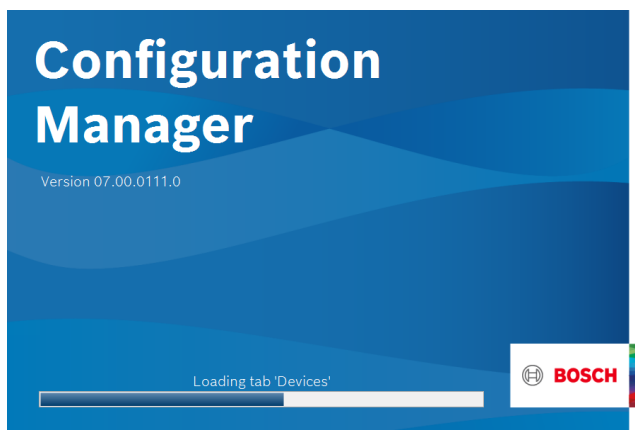 Configuration
Manager
Version 07.00.0111.0
Loading tab 'Devices'
BOSCH